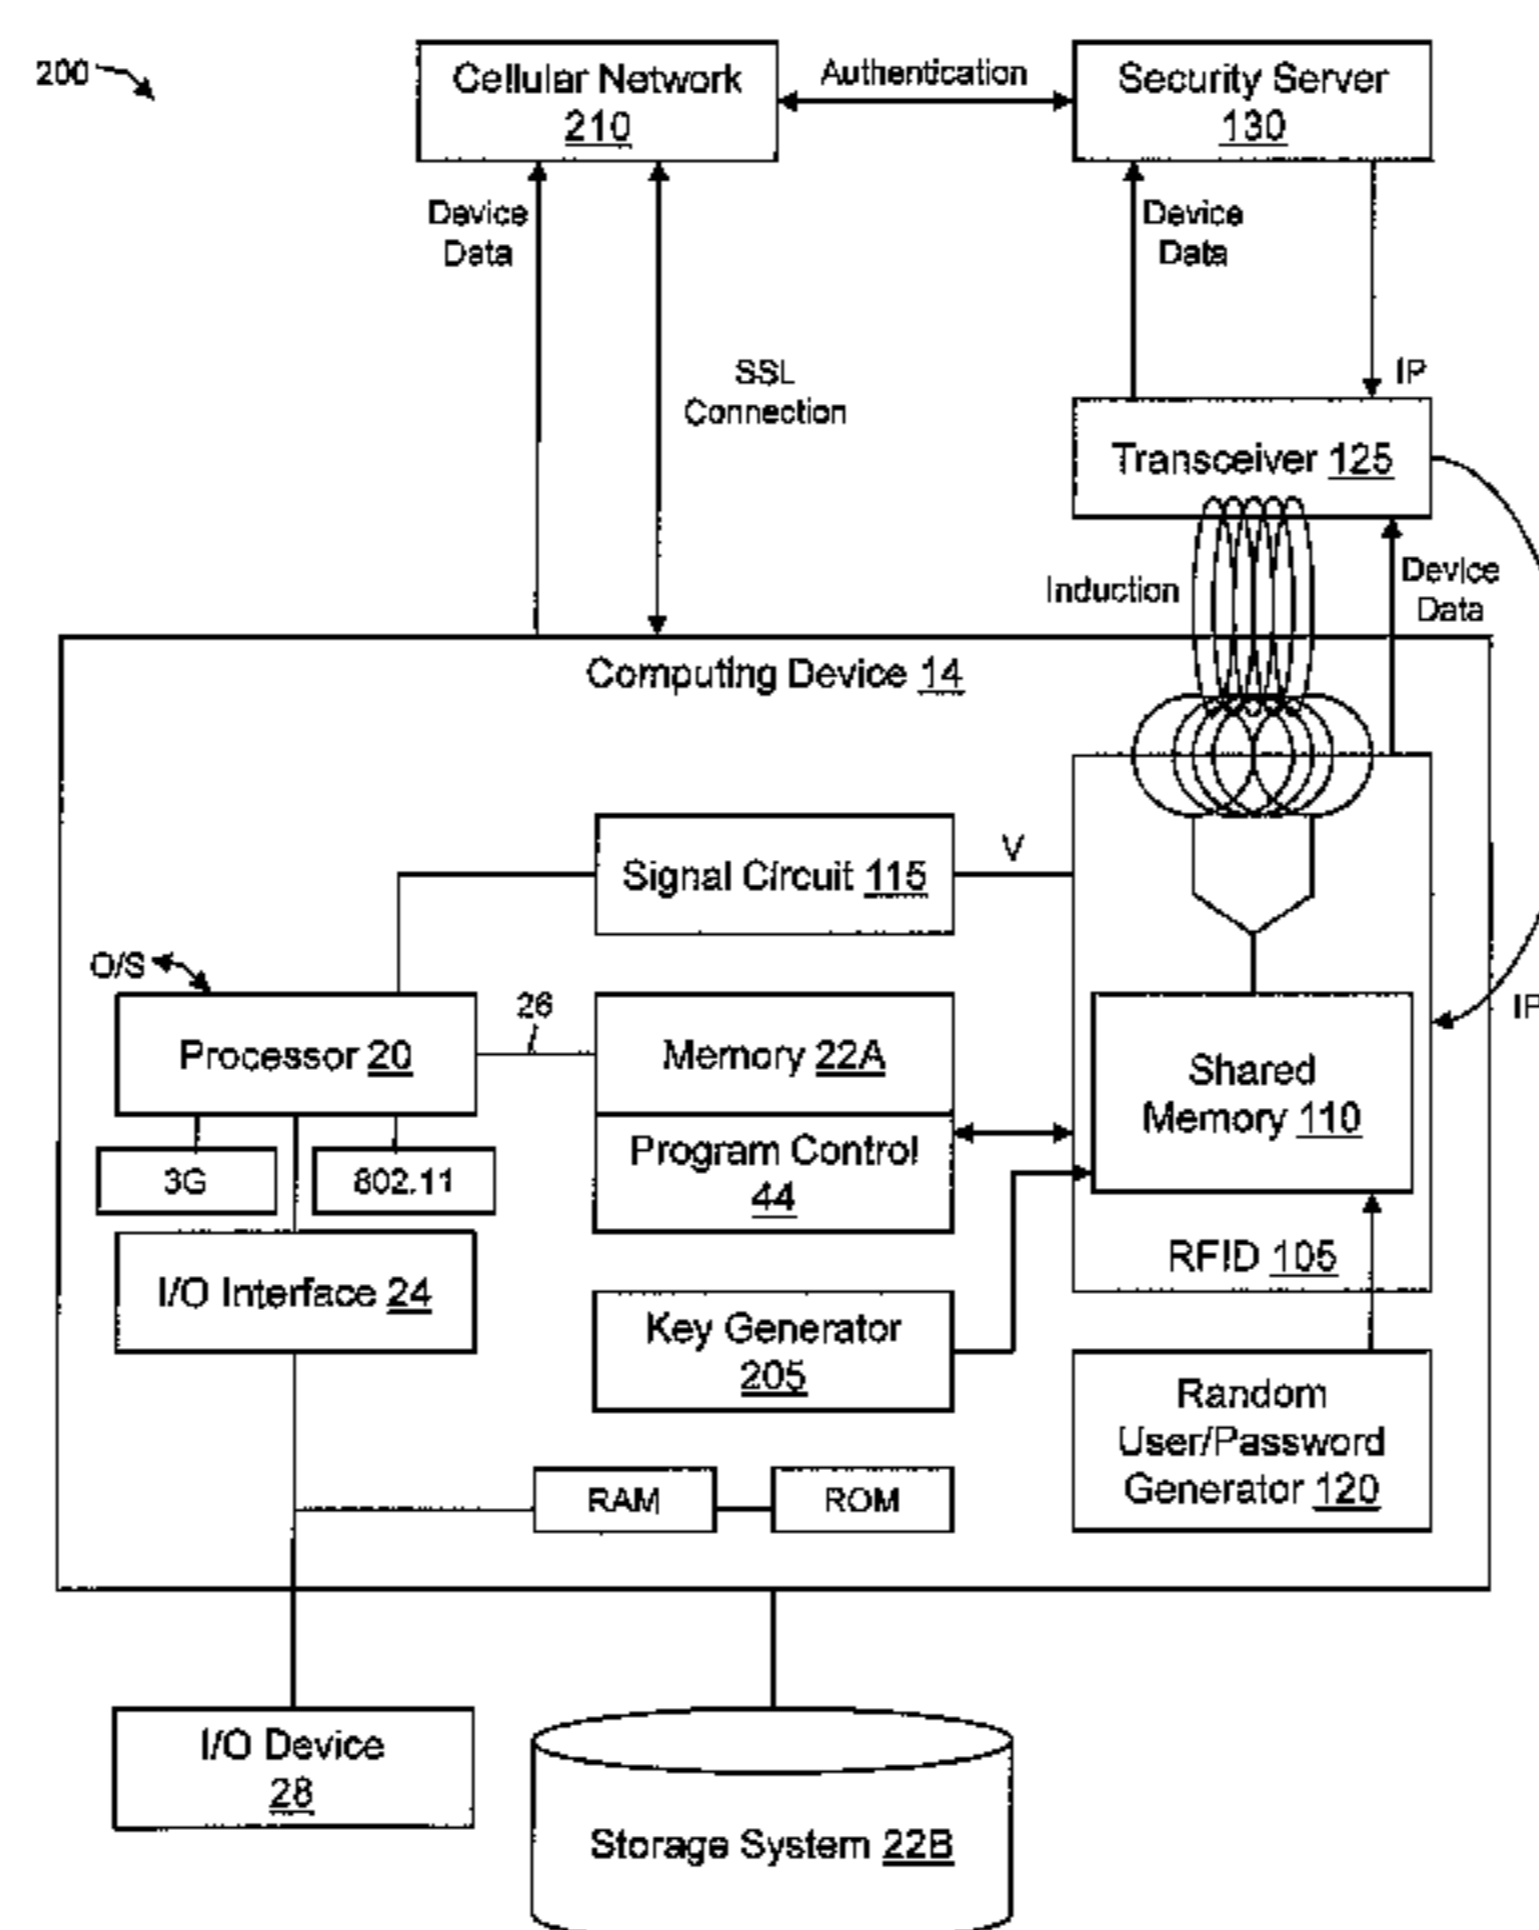 200
Cellular Network
210
Authentication
Security Server
130
Device
Data
Device
Data
SSL
Connection
IP
Transceiver 125
Induction
Device
Data
Computing Device 14
Signal Circuit 115
V
O/S
26
IP
Processor 20
Memory 22A
Shared
Memory 110
Program Control
44
3G
802.11
RFID 105
I/O Interface 24
Key Generator
205
Random
User/Password
Generator 120
RAM
ROM
I/O Device
28
Storage System 22B